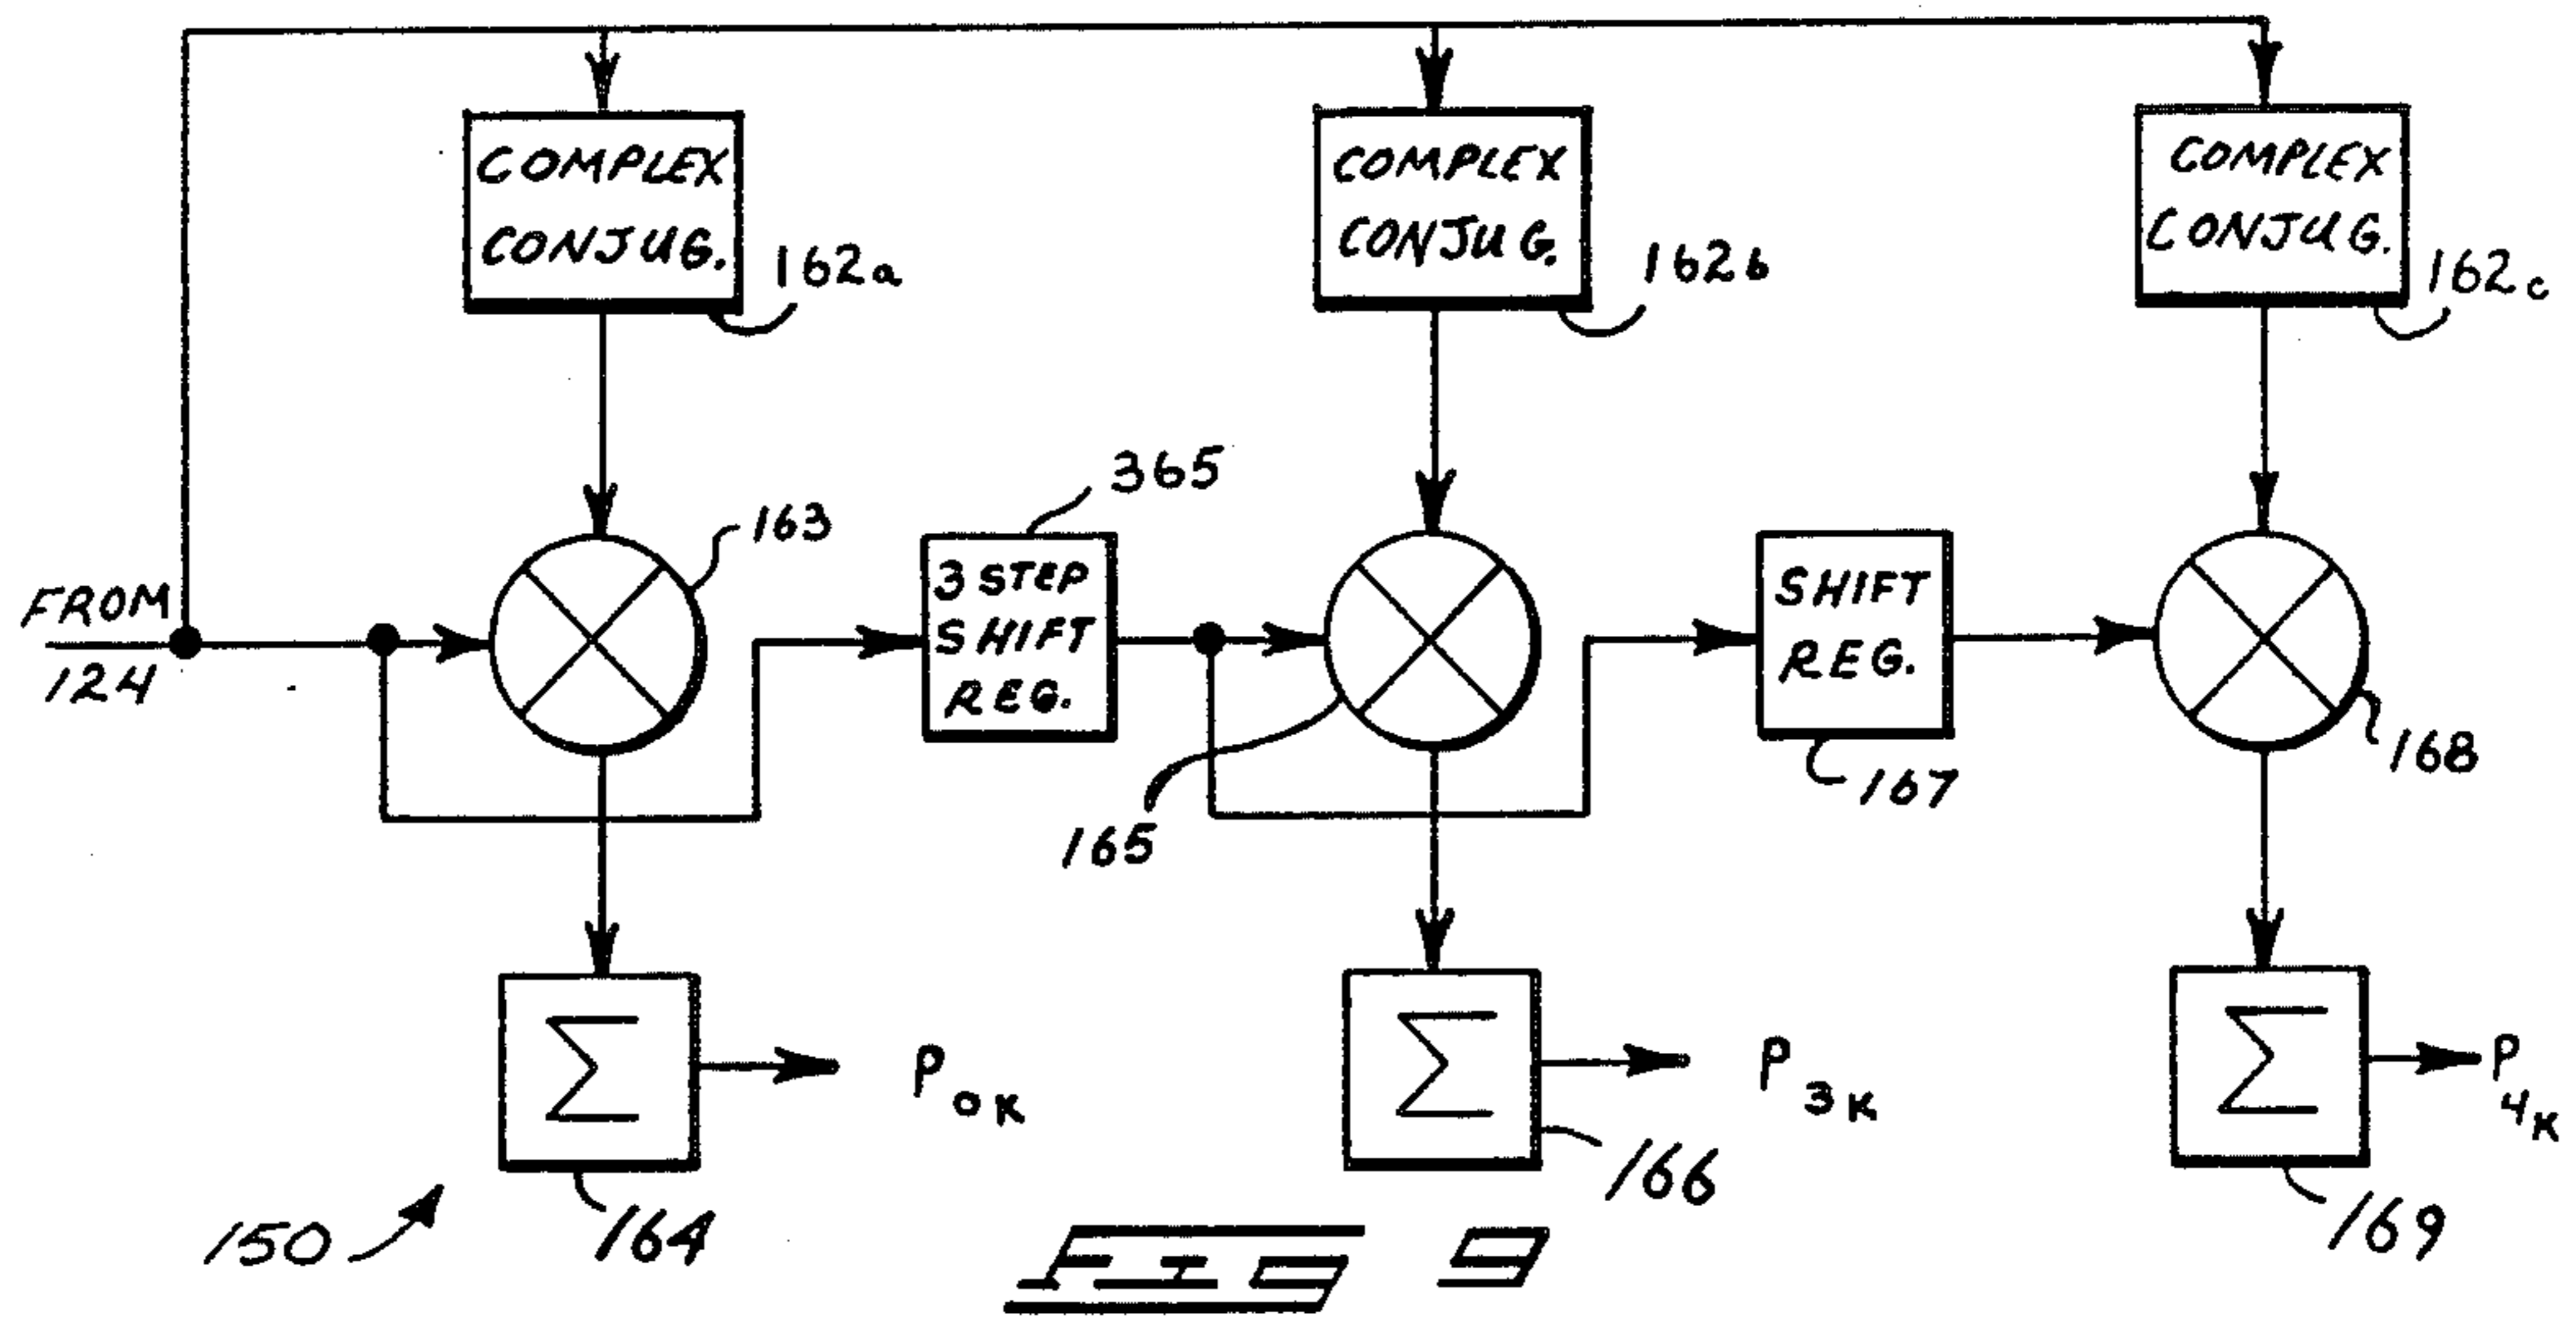 COMPLEX
CONJUG.
162a
COMPLEX
CONJUG.
162b
COMPLEX
CONJUG.
162c
FROM
124
163
365
3 STEP
SHIFT
REG.
165
SHIFT
REG.
167
168
Σ
P0K
164
Σ
P3K
166
Σ
P4K
169
150
FIG 9